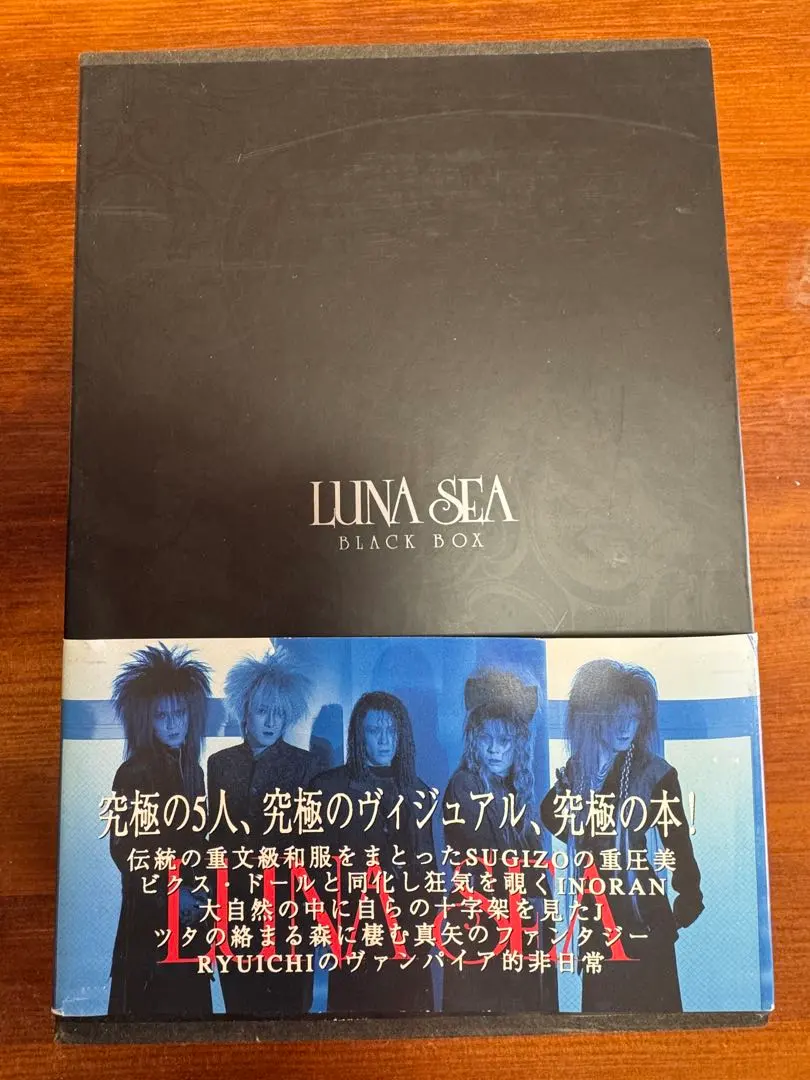 LUNA SEA
BLACK BOX
究極の5人、究極のヴィジュアル、究極の本!
伝統の重文級和服をまとったSUGIZOの重圧美
ビクス・ドールと同化し狂気を覗くINORAN
大自然の中に自らの十字架を見たJ
ツタの絡まる森に棲む真矢のファンタジー
RYUICHIのヴァンパイア的非日常
LUNA SEA